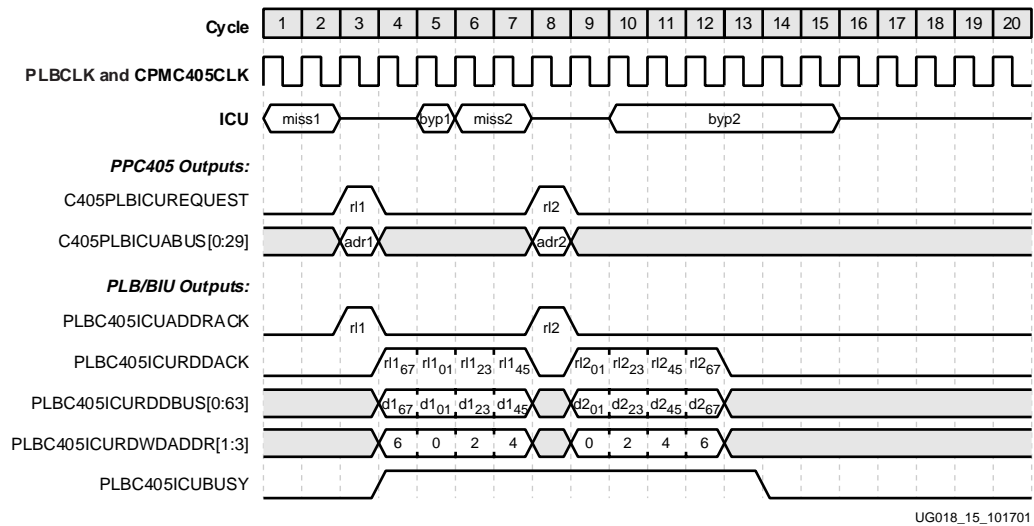 Cycle 1 2 3 4 5 6 7 8 9 10 11 12 13 14 15 16 17 18 19 20
PLBCLK and CPMC405CLK
ICU miss1 byp1 miss2 byp2
PPC405 Outputs:
C405PLBICUREQUEST rl1 rl2
C405PLBICUABUS[0:29] adr1 adr2
PLB/BIU Outputs:
PLBC405ICUADDRACK rl1 rl2
PLBC405ICURDDACK rl1₆₇ rl1₀₁ rl1₂₃ rl1₄₅ rl2₀₁ rl2₂₃ rl2₄₅ rl2₆₇
PLBC405ICURDDBUS[0:63] d1₆₇ d1₀₁ d1₂₃ d1₄₅ d2₀₁ d2₂₃ d2₄₅ d2₆₇
PLBC405ICURDWDADDR[1:3] 6 0 2 4 0 2 4 6
PLBC405ICUBUSY
UG018_15_101701